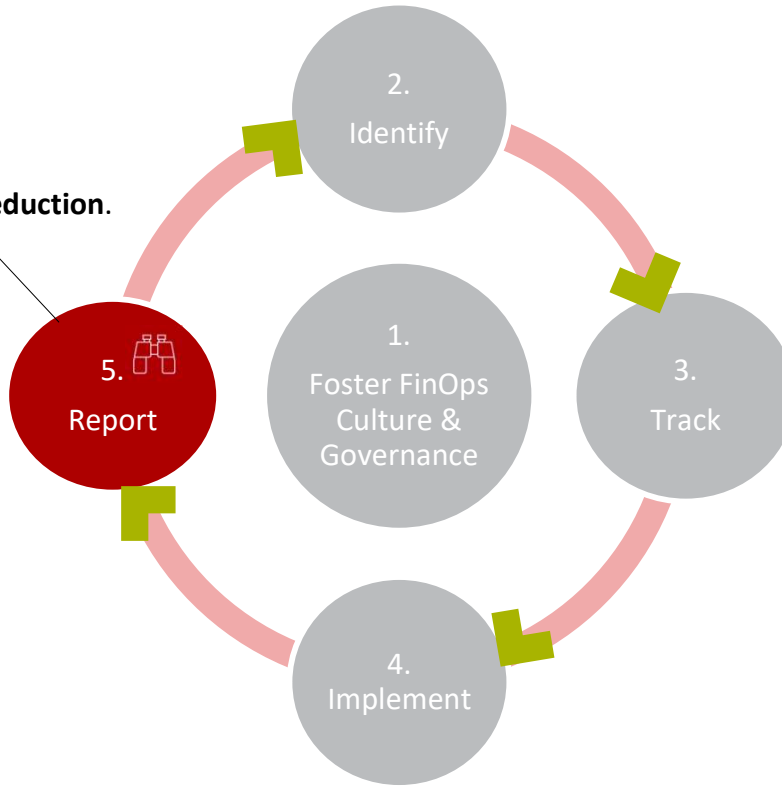 2.
Identify
eduction.
5.
Report
1.
Foster FinOps
Culture &
Governance
3.
Track
4.
Implement